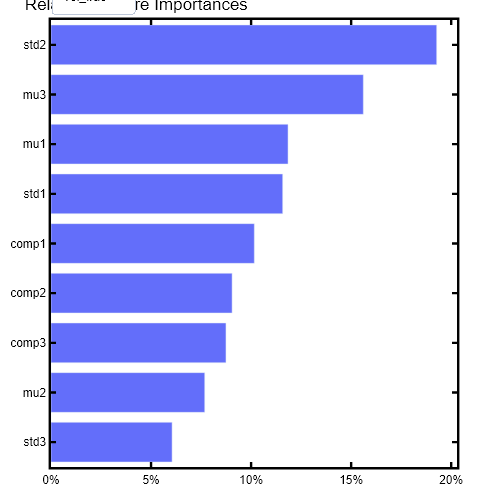 Rela re Importances
std2
mu3
mu1
std1
comp1
comp2
comp3
mu2
std3
0% 5% 10% 15% 20%